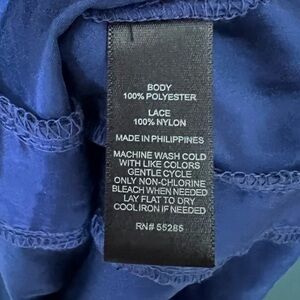 BODY
100% POLYESTER
LACE
100% NYLON
MADE IN PHILIPPINES
MACHINE WASH COLD
WITH LIKE COLORS
GENTLE CYCLE
ONLY NON-CHLORINE
BLEACH WHEN NEEDED
LAY FLAT TO DRY
COOL IRON IF NEEDED
RN# 55285